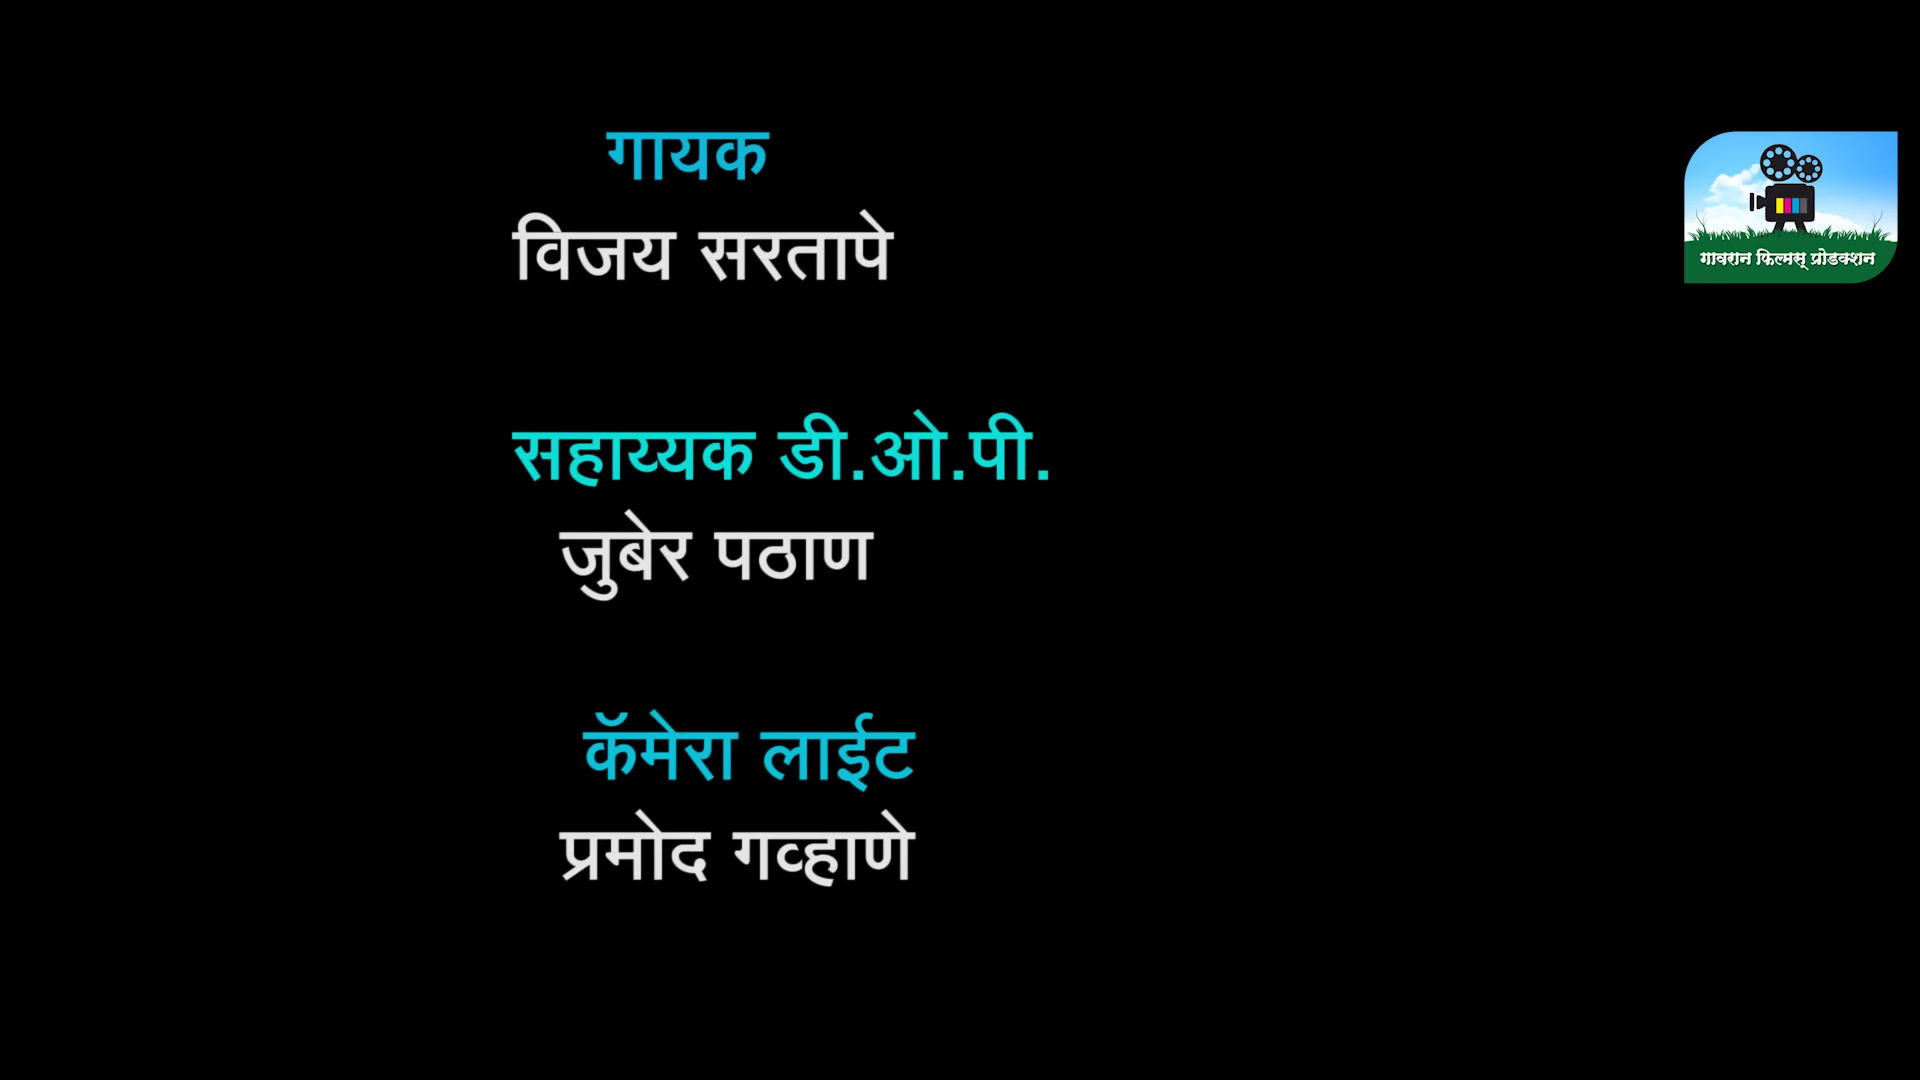 गायक
विजय सरतापे
सहाय्यक डी.ओ.पी.
जुबेर पठाण
कॅमेरा लाईट
प्रमोद गव्हाणे
गावरान फिल्मस् प्रोडक्शन